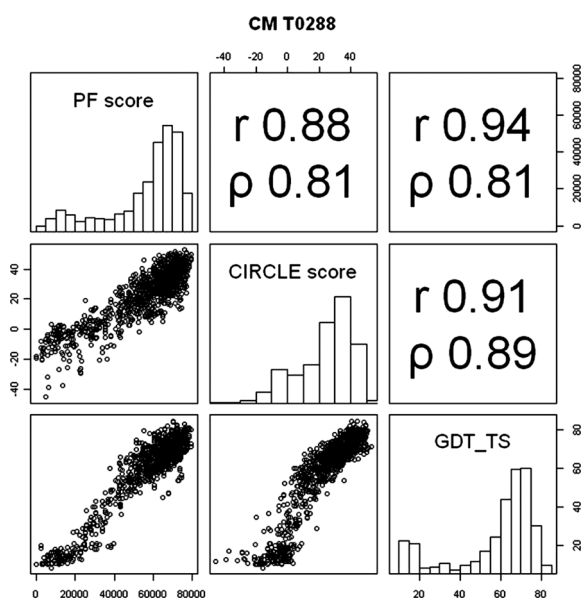 CM T0288
-40 -20 0 20 40
PF score
r 0.88
ρ 0.81
r 0.94
ρ 0.81
0 20000 40000 60000 80000
-40 -20 0 20 40
CIRCLE score
r 0.91
ρ 0.89
GDT_TS
20 40 60 80
0 20000 40000 60000 80000
20 40 60 80